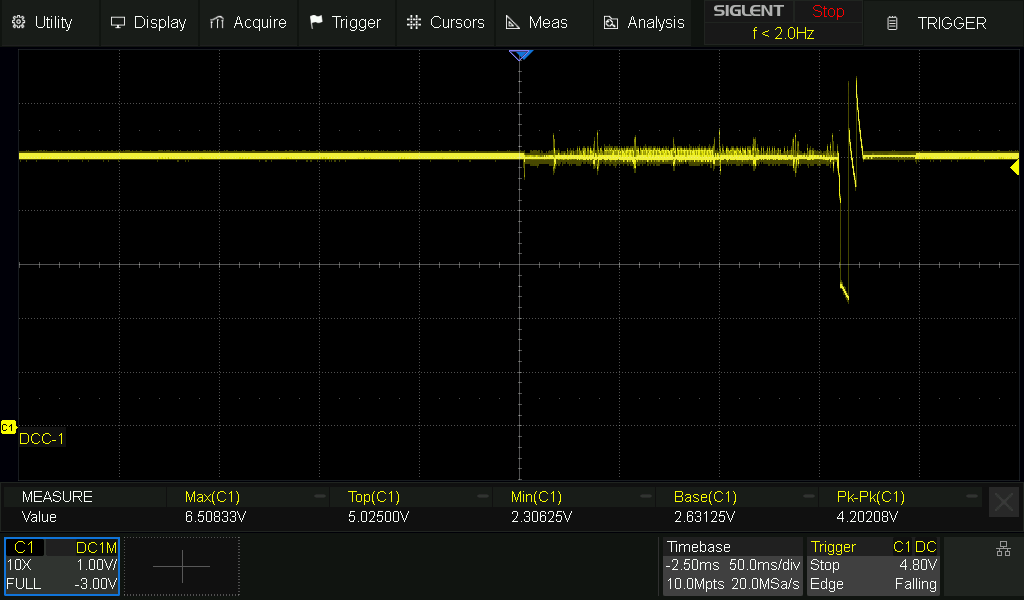 Utility Display Acquire Trigger Cursors Meas Analysis SIGLENT Stop TRIGGER
f < 2.0Hz
C1
DCC-1
MEASURE Max(C1) Top(C1) Min(C1) Base(C1) Pk-Pk(C1)
Value 6.50833V 5.02500V 2.30625V 2.63125V 4.20208V
C1 DC1M Timebase Trigger C1 DC
10X 1.00V/ -2.50ms 50.0ms/div Stop 4.80V
FULL -3.00V 10.0Mpts 20.0MSa/s Edge Falling